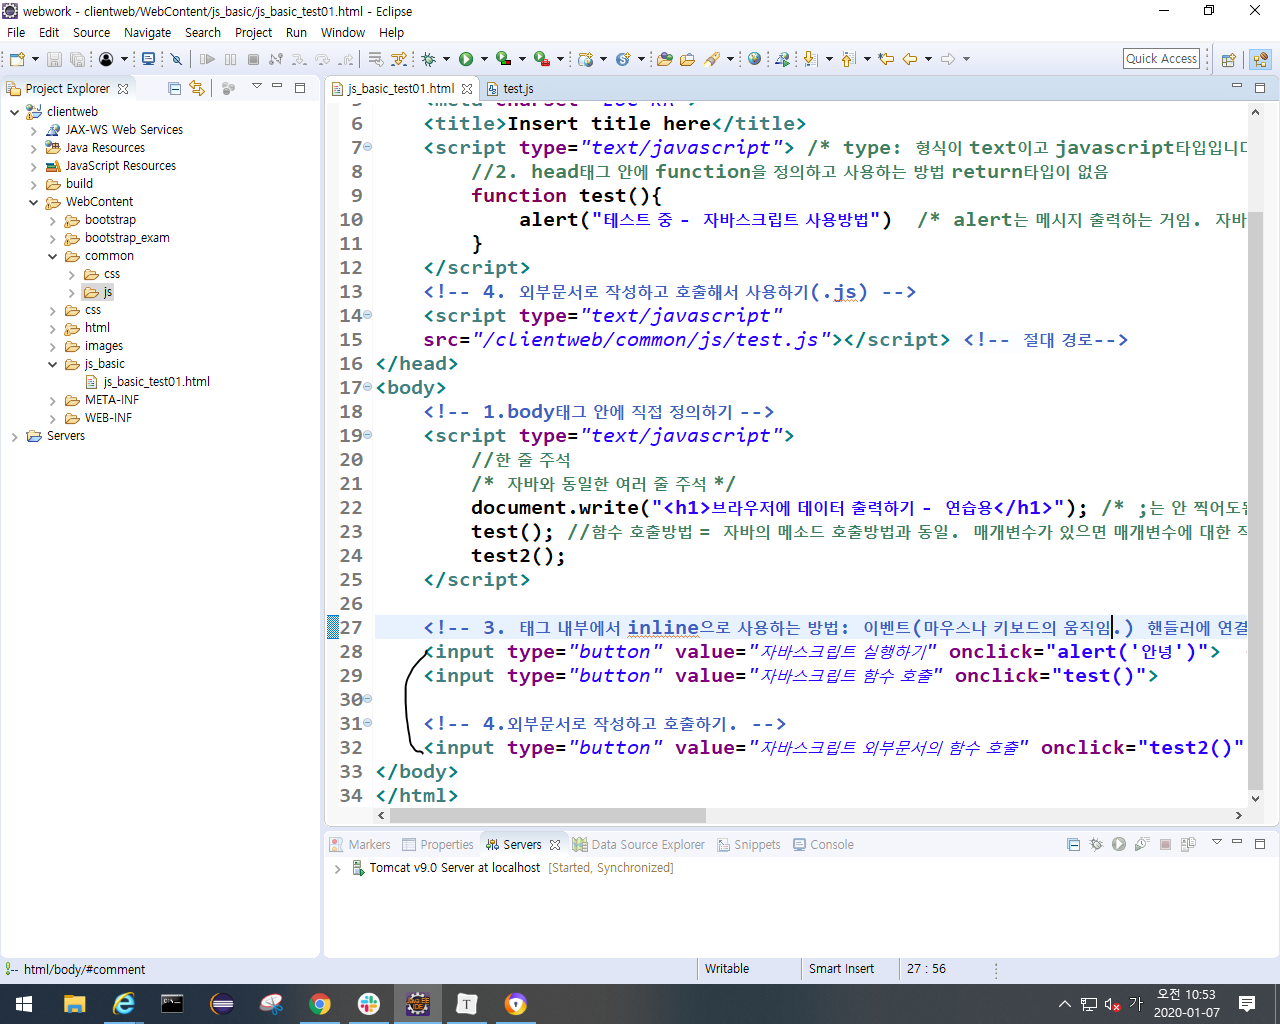 webwork - clientweb/WebContent/js_basic/js_basic_test01.html - Eclipse
File Edit Source Navigate Search Project Run Window Help
Quick Access
Project Explorer
clientweb
JAX-WS Web Services
Java Resources
JavaScript Resources
build
WebContent
bootstrap
bootstrap_exam
common
css
js
css
html
images
js_basic
js_basic_test01.html
META-INF
WEB-INF
Servers
js_basic_test01.html test.js
6 <title>Insert title here</title>
7 <script type="text/javascript"> /* type: 형식이 text이고 javascript타입입니다
8 //2. head태그 안에 function을 정의하고 사용하는 방법 return타입이 없음
9 function test(){
10 alert("테스트 중 - 자바스크립트 사용방법") /* alert는 메시지 출력하는 거임. 자바
11 }
12 </script>
13 <!-- 4. 외부문서로 작성하고 호출해서 사용하기(.js) -->
14 <script type="text/javascript"
15 src="/clientweb/common/js/test.js"></script> <!-- 절대 경로-->
16 </head>
17 <body>
18 <!-- 1.body태그 안에 직접 정의하기 -->
19 <script type="text/javascript">
20 //한 줄 주석
21 /* 자바와 동일한 여러 줄 주석 */
22 document.write("<h1>브라우저에 데이터 출력하기 - 연습용</h1>"); /* ;는 안 찍어도
23 test(); //함수 호출방법 = 자바의 메소드 호출방법과 동일. 매개변수가 있으면 매개변수에 대한
24 test2();
25 </script>
26
27 <!-- 3. 태그 내부에서 inline으로 사용하는 방법: 이벤트(마우스나 키보드의 움직임.) 핸들러에 연결
28 <input type="button" value="자바스크립트 실행하기" onclick="alert('안녕')">
29 <input type="button" value="자바스크립트 함수 호출" onclick="test()">
30
31 <!-- 4.외부문서로 작성하고 호출하기. -->
32 <input type="button" value="자바스크립트 외부문서의 함수 호출" onclick="test2()"
33 </body>
34 </html>
Markers Properties Servers Data Source Explorer Snippets Console
Tomcat v9.0 Server at localhost [Started, Synchronized]
html/body/#comment Writable Smart Insert 27 : 56
가 오전 10:53
2020-01-07